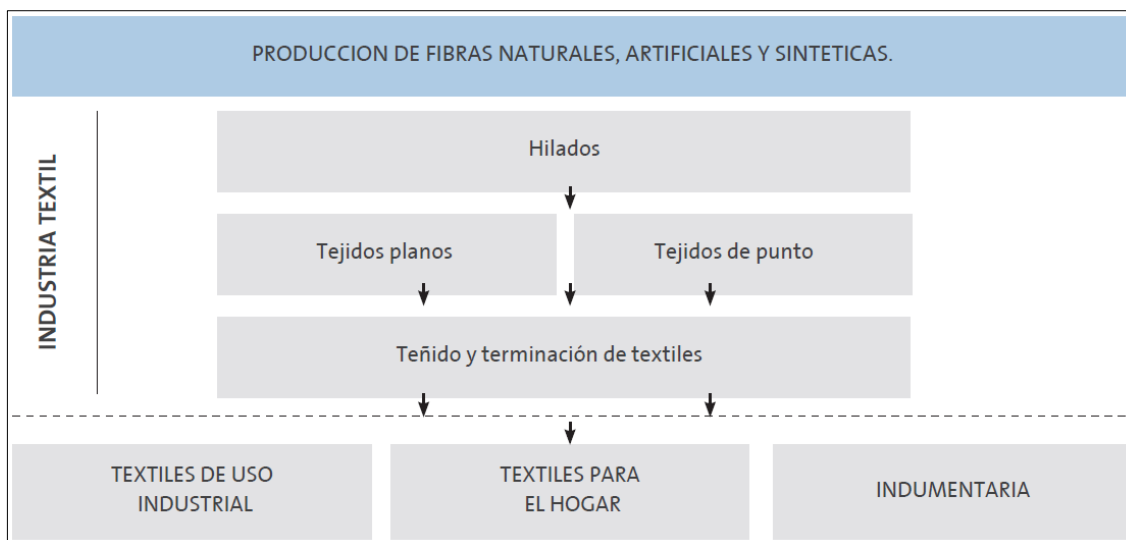 PRODUCCION DE FIBRAS NATURALES, ARTIFICIALES Y SINTETICAS.
INDUSTRIA TEXTIL
Hilados
Tejidos planos
Tejidos de punto
Teñido y terminación de textiles
TEXTILES DE USO
INDUSTRIAL
TEXTILES PARA
EL HOGAR
INDUMENTARIA